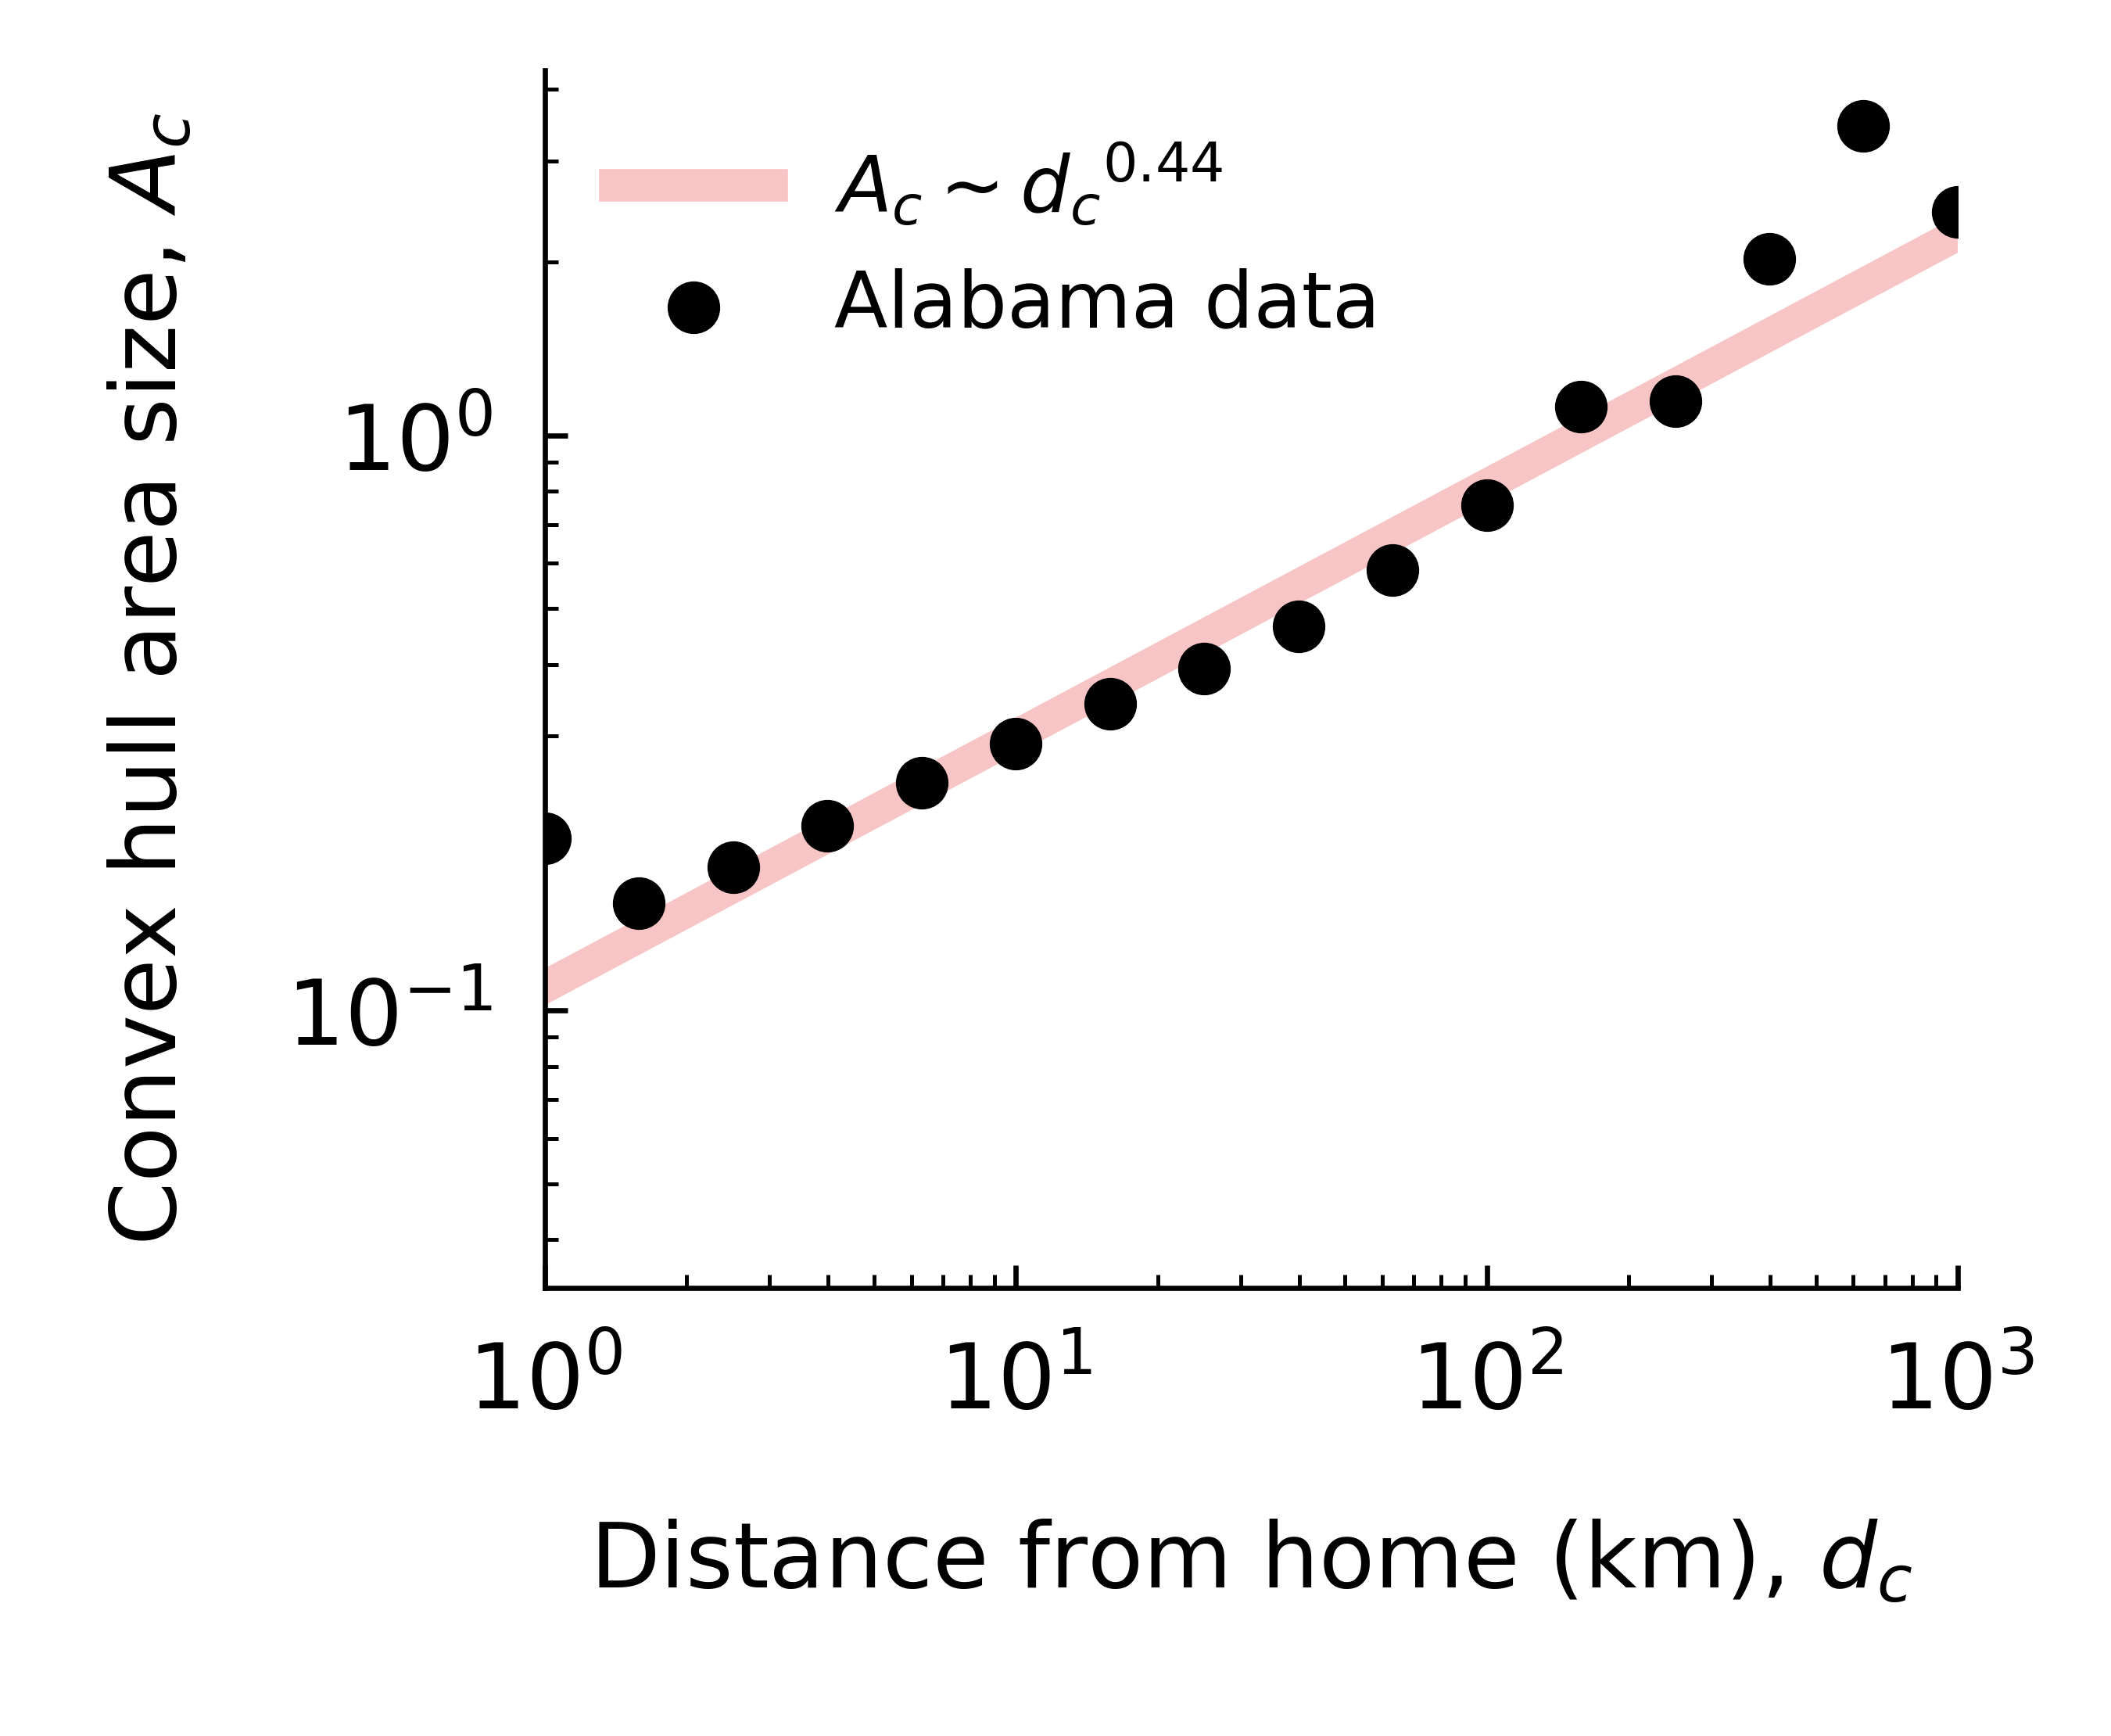 Convex hull area size, A_c
A_c ~ d_c^0.44
Alabama data
10^0
10^−1
10^0 10^1 10^2 10^3
Distance from home (km), d_c